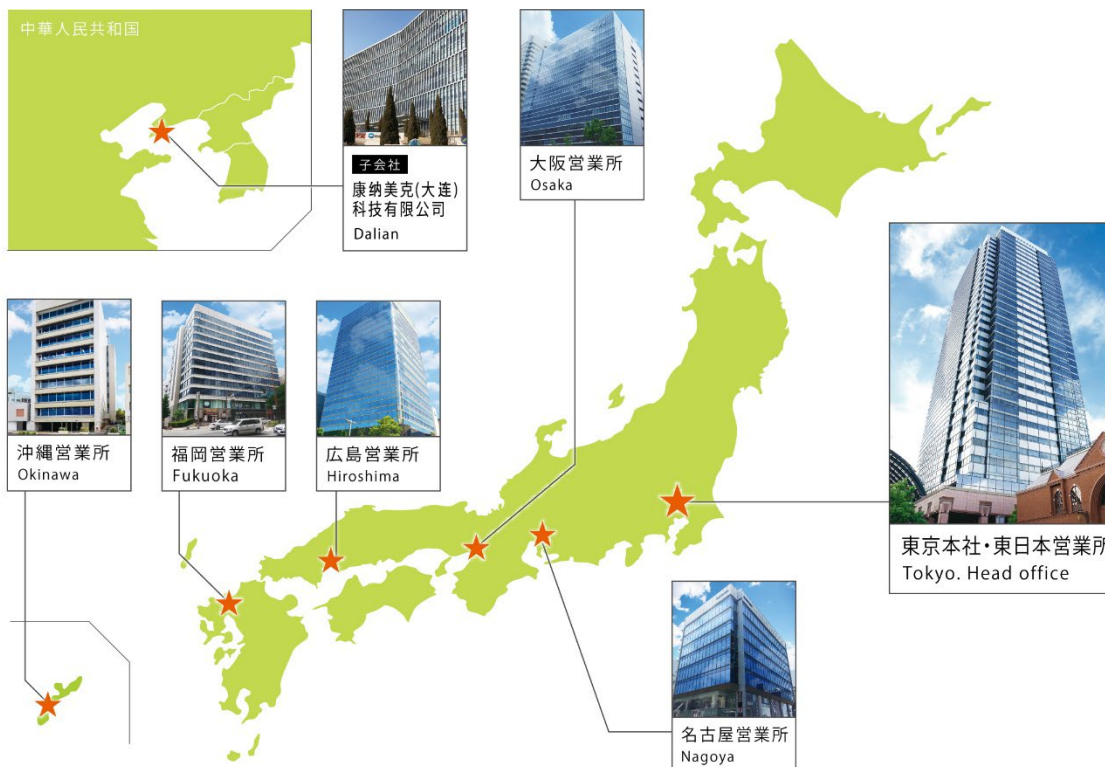 中華人民共和国
子会社
康纳美克(大连)
科技有限公司
Dalian
大阪営業所
Osaka
沖縄営業所
Okinawa
福岡営業所
Fukuoka
広島営業所
Hiroshima
東京本社・東日本営業所
Tokyo. Head office
名古屋営業所
Nagoya